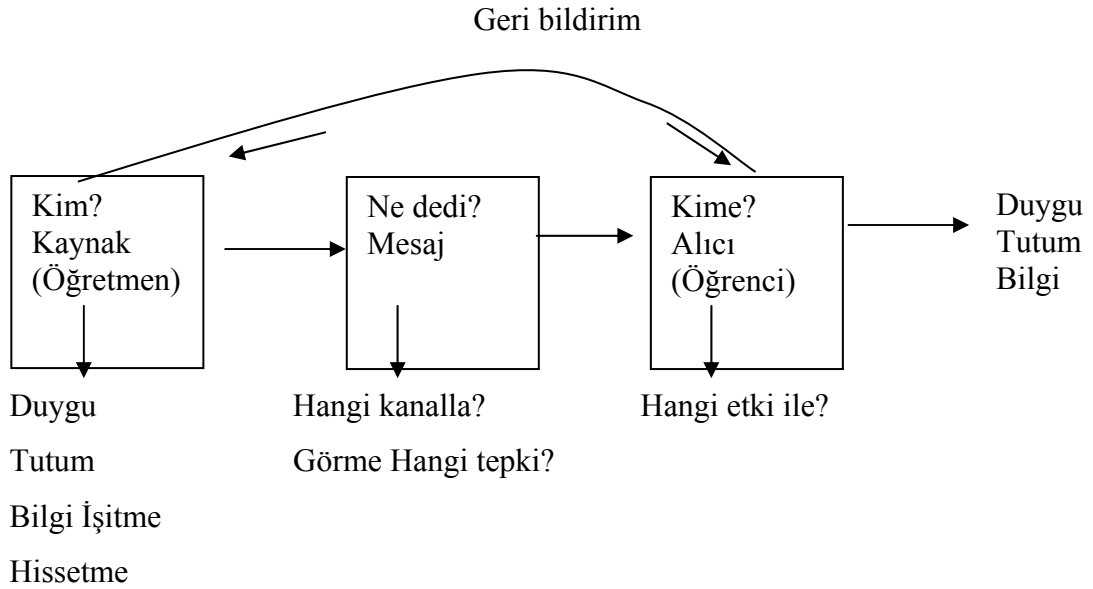 Geri bildirim
Kim?
Kaynak
(Öğretmen)
Ne dedi?
Mesaj
Kime?
Alıcı
(Öğrenci)
Duygu
Tutum
Bilgi
Duygu
Hangi kanalla?
Hangi etki ile?
Tutum
Görme Hangi tepki?
Bilgi İşitme
Hissetme